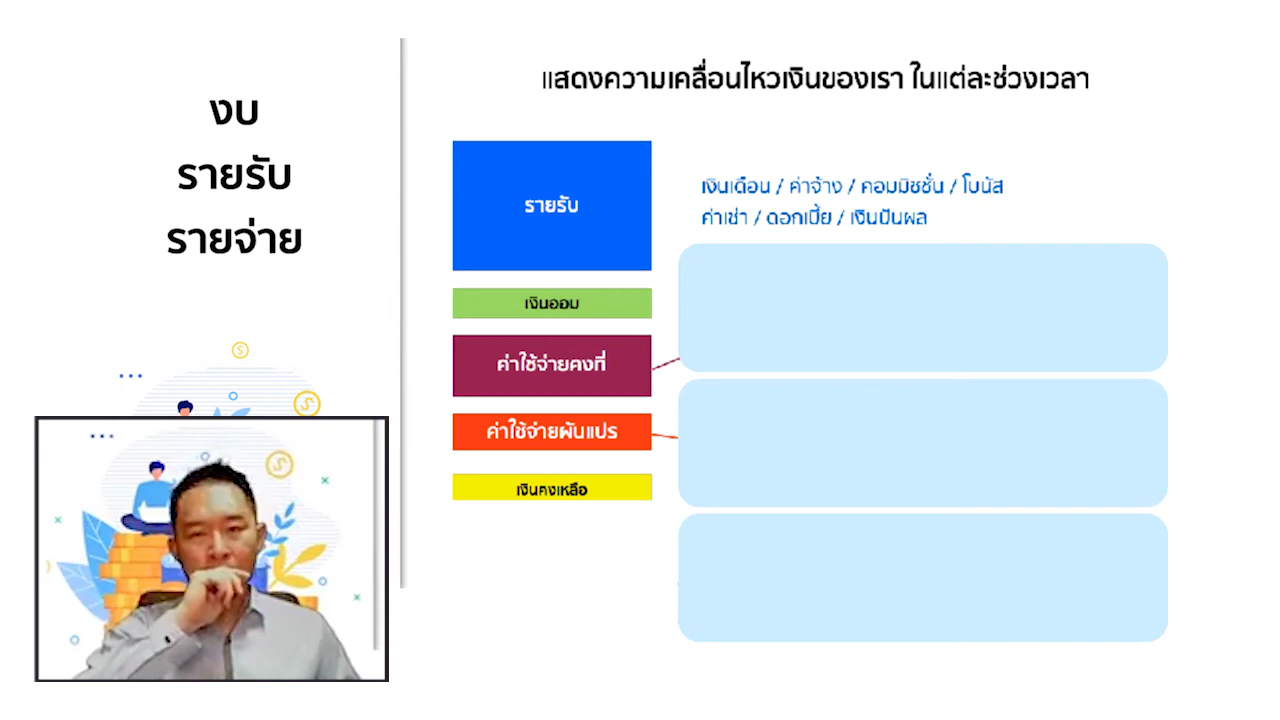 งบ
รายรับ
รายจ่าย
แสดงความเคลื่อนไหวเงินของเรา ในแต่ละช่วงเวลา
รายรับ
เงินเดือน / ค่าจ้าง / คอมมิชชั่น / โบนัส
ค่าเช่า / ดอกเบี้ย / เงินปันผล
เงินออม
ค่าใช้จ่ายคงที่
ค่าใช้จ่ายผันแปร
เงินคงเหลือ